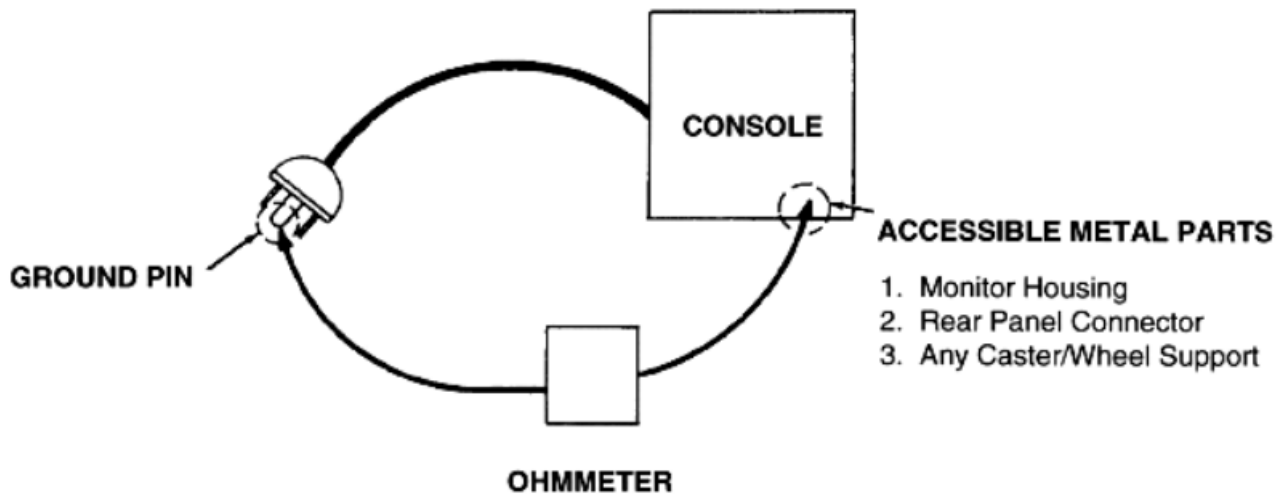 CONSOLE
GROUND PIN
ACCESSIBLE METAL PARTS
1. Monitor Housing
2. Rear Panel Connector
3. Any Caster/Wheel Support
OHMMETER